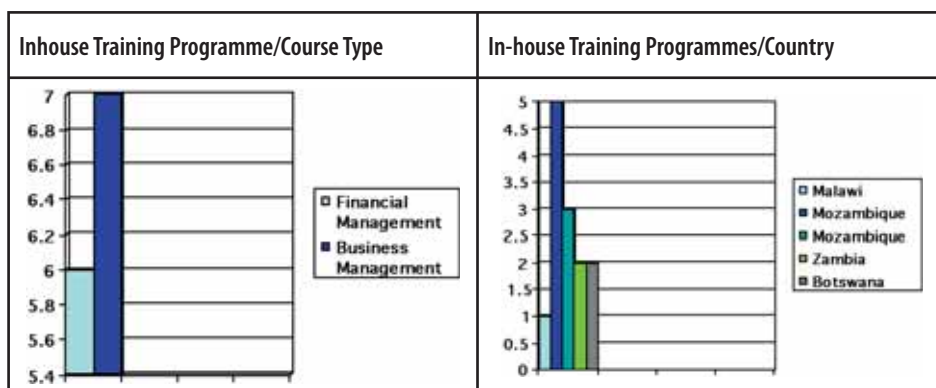 Inhouse Training Programme/Course Type
In-house Training Programmes/Country
7
6.8
6.6
6.4
6.2
6
5.8
5.6
5.4
Financial
Management
Business
Management
5
4.5
4
3.5
3
2.5
2
1.5
1
0.5
0
Malawi
Mozambique
Mozambique
Zambia
Botswana